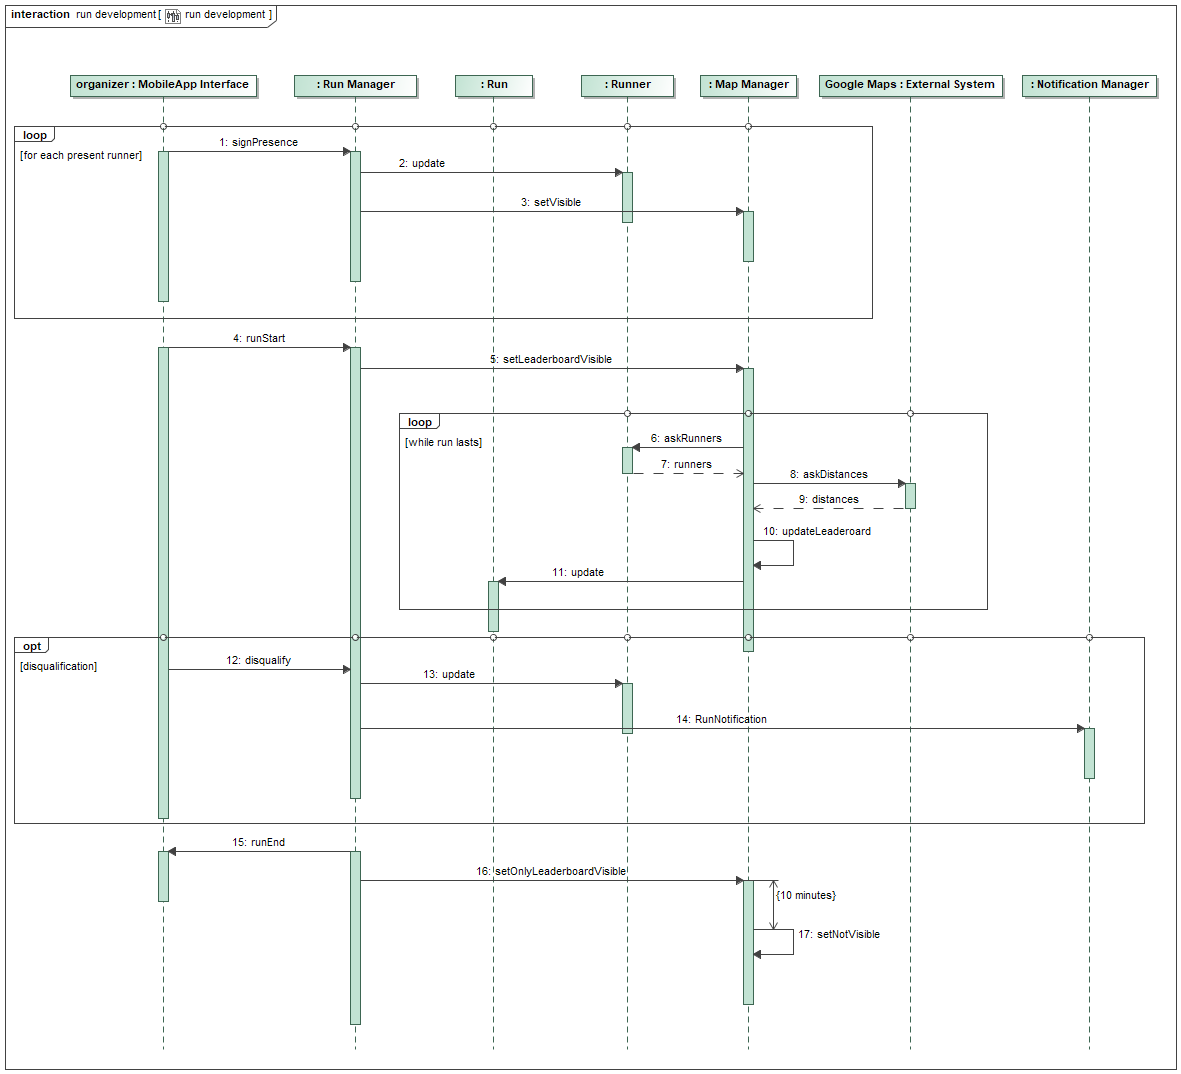 interaction run development [ run development ]
organizer : MobileApp Interface
: Run Manager
: Run
: Runner
: Map Manager
Google Maps : External System
: Notification Manager
loop
[for each present runner]
1: signPresence
2: update
3: setVisible
4: runStart
5: setLeaderboardVisible
loop
[while run lasts]
6: askRunners
7: runners
8: askDistances
9: distances
10: updateLeaderoard
11: update
opt
[disqualification]
12: disqualify
13: update
14: RunNotification
15: runEnd
16: setOnlyLeaderboardVisible
{10 minutes}
17: setNotVisible